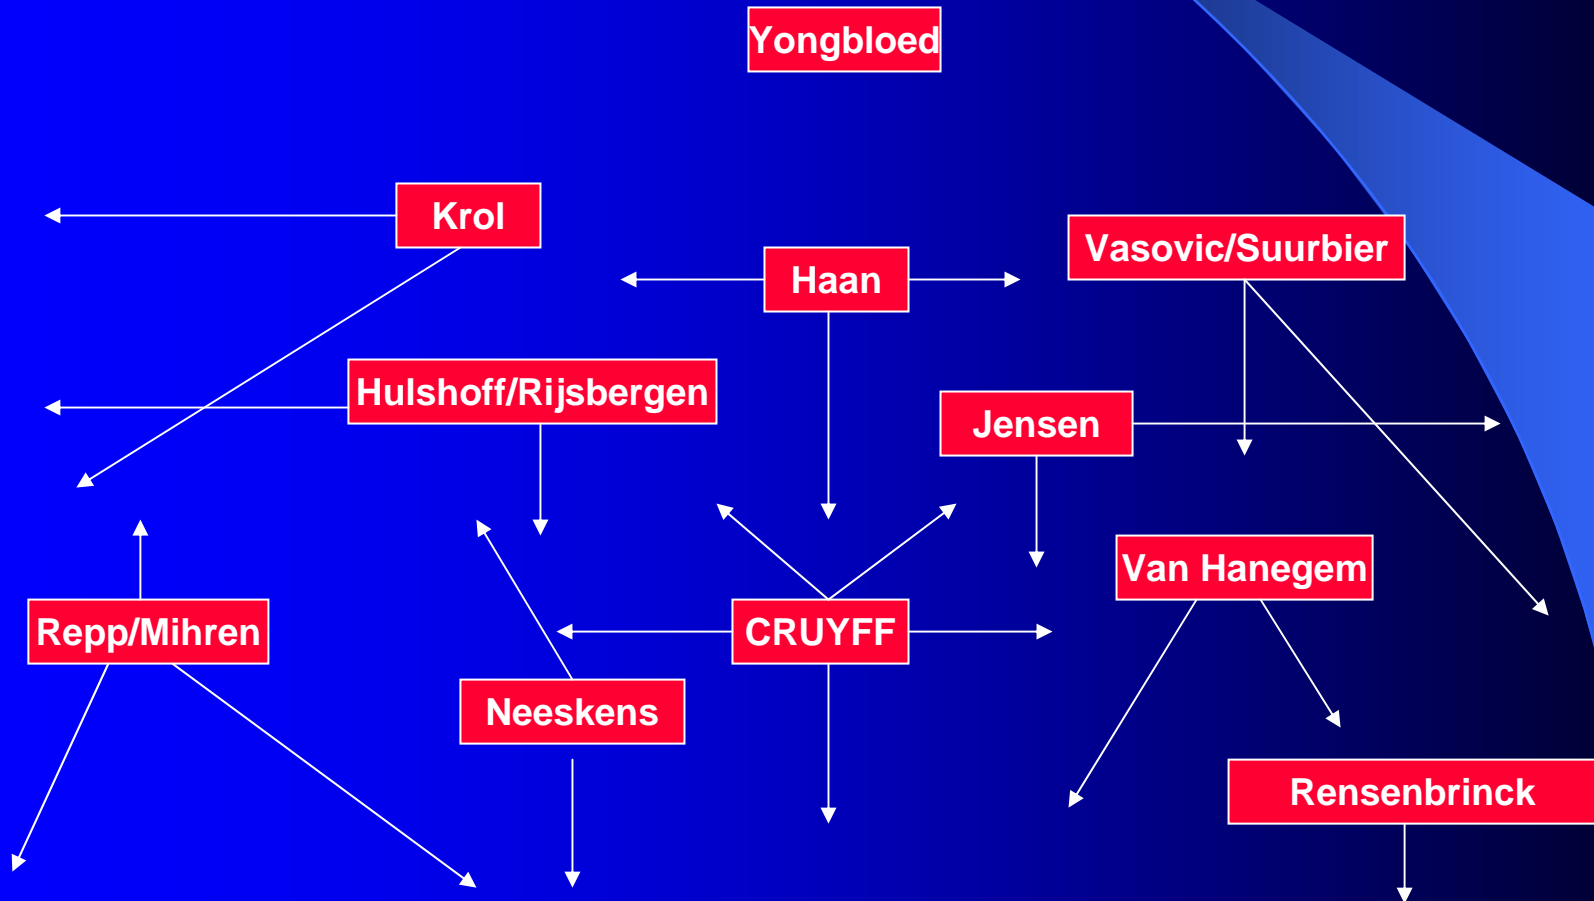 Yongbloed
Krol
Vasovic/Suurbier
Haan
Hulshoff/Rijsbergen
Jensen
Van Hanegem
Repp/Mihren
CRUYFF
Neeskens
Rensenbrinck